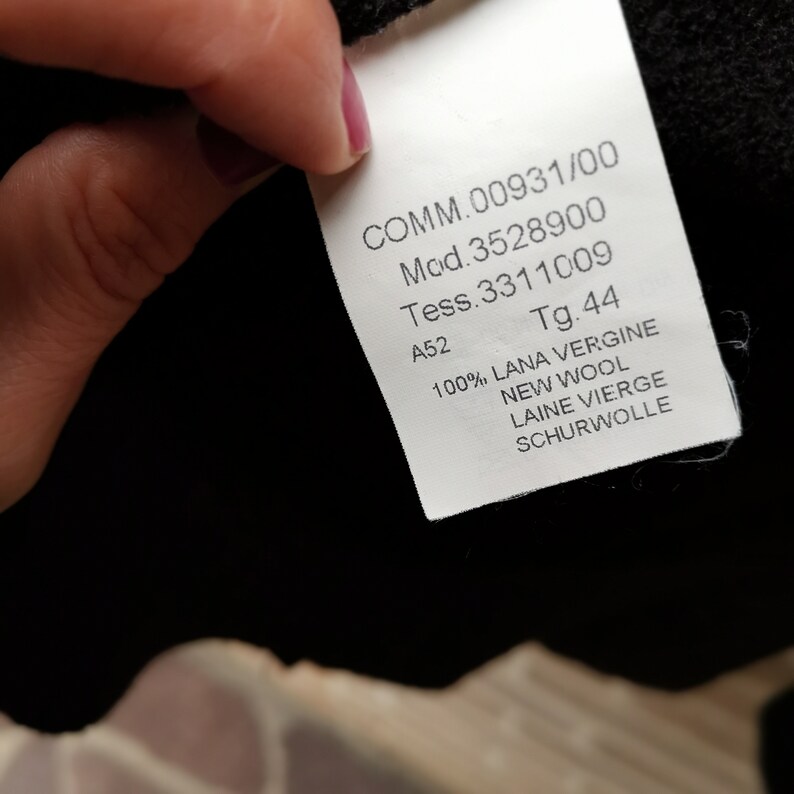 COMM.00931/00
Mod.3528900
Tess.3311009
Tg.44
A52
100% LANA VERGINE
NEW WOOL
LAINE VIERGE
SCHURWOLLE